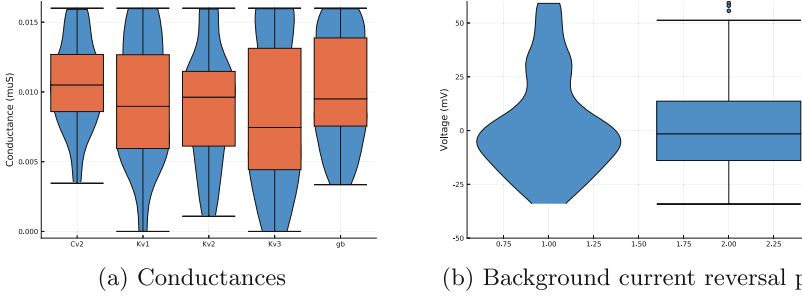 Conductance (muS)
0.015
0.010
0.005
0.000
Cv2 Kv1 Kv2 Kv3 gb
(a) Conductances
Voltage (mV)
50
25
0
-25
-50
0.75 1.00 1.25 1.50 1.75 2.00 2.25
(b) Background current reversal p